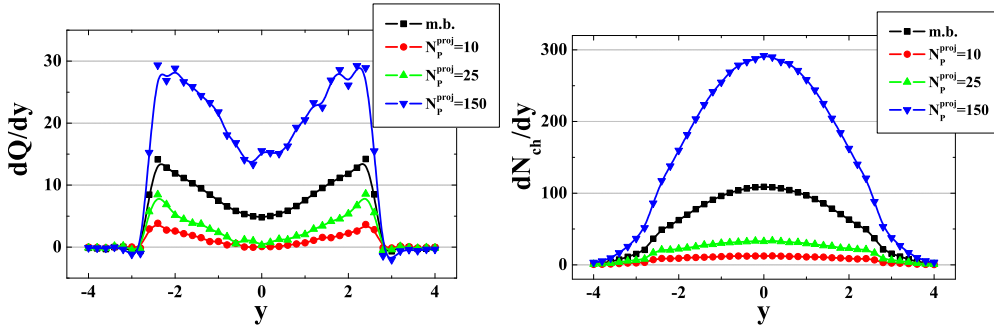 m.b.
N_P^proj=10
N_P^proj=25
N_P^proj=150
dQ/dy
30
20
10
0
-4 -2 0 2 4
y
m.b.
N_P^proj=10
N_P^proj=25
N_P^proj=150
dN_ch/dy
300
200
100
0
-4 -2 0 2 4
y